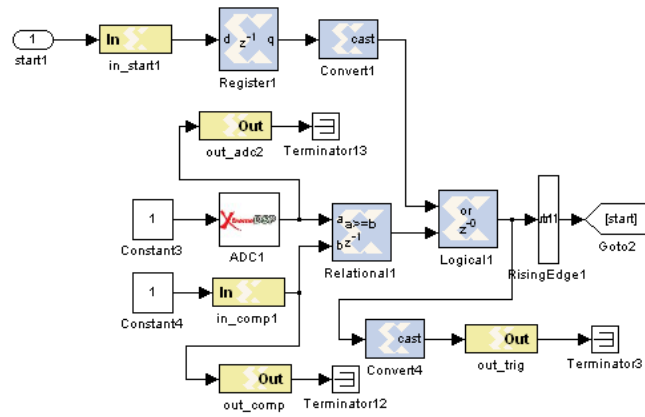 1
start1
In
in_start1
d z⁻¹ q
Register1
cast
Convert1
Out
out_adc2
Terminator13
1
Constant3
ADC1
a
a>=b
b
z⁻¹
Relational1
or
z⁻⁰
Logical1
RisingEdge1
[start]
Goto2
1
Constant4
In
in_comp1
cast
Convert4
Out
out_trig
Terminator3
Out
out_comp
Terminator12